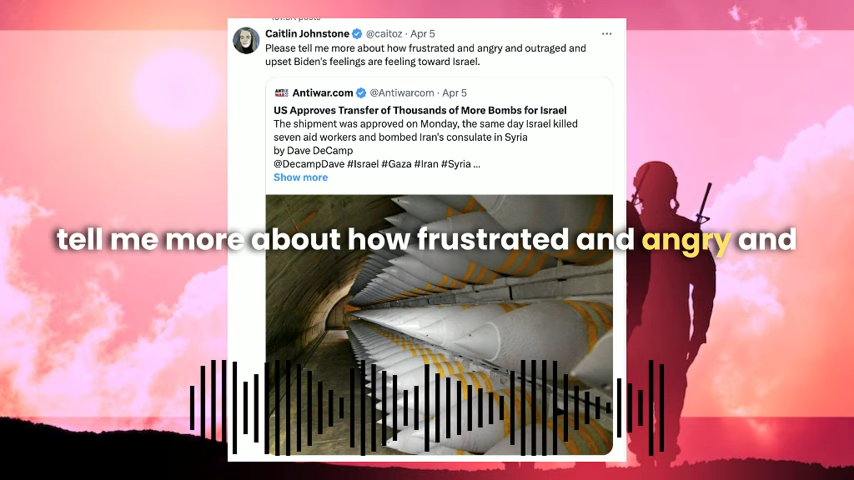 Caitlin Johnstone @caitoz · Apr 5
Please tell me more about how frustrated and angry and outraged and
upset Biden's feelings are feeling toward Israel.
Antiwar.com @Antiwarcom · Apr 5
US Approves Transfer of Thousands of More Bombs for Israel
The shipment was approved on Monday, the same day Israel killed
seven aid workers and bombed Iran's consulate in Syria
by Dave DeCamp
@DecampDave #Israel #Gaza #Iran #Syria ...
Show more
tell me more about how frustrated and angry and